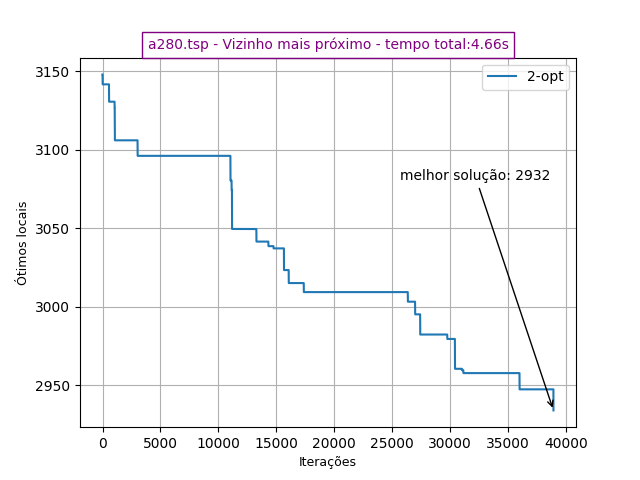 a280.tsp - Vizinho mais próximo - tempo total:4.66s
2-opt
melhor solução: 2932
Ótimos locais
3150
3100
3050
3000
2950
0 5000 10000 15000 20000 25000 30000 35000 40000
Iterações